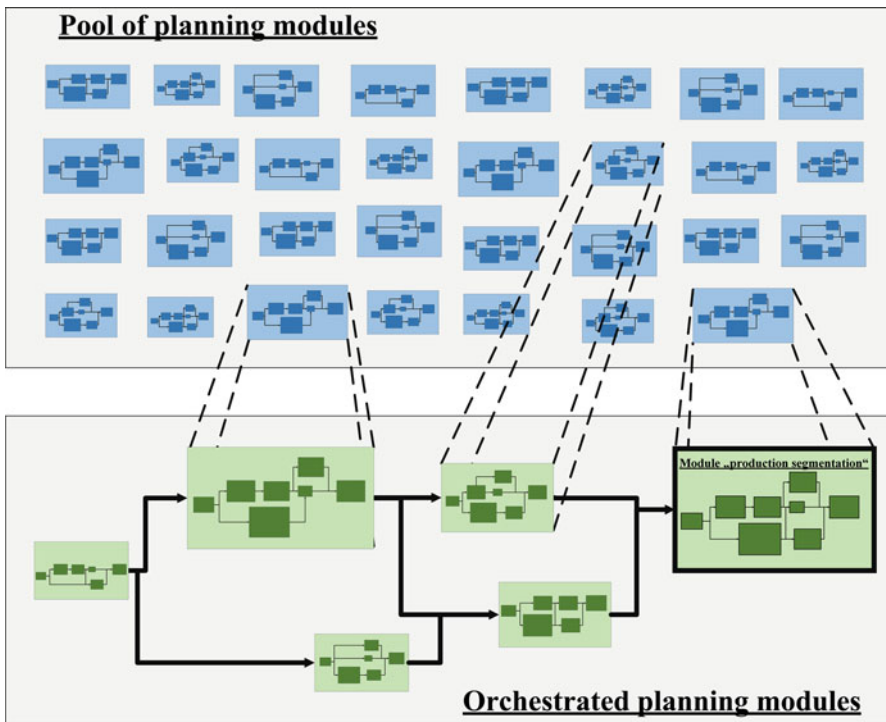 Pool of planning modules
Module „production segmentation“
Orchestrated planning modules